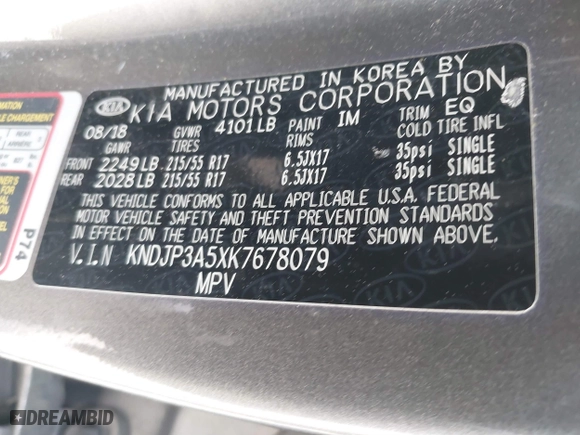 MANUFACTURED IN KOREA BY
KIA KIA MOTORS CORPORATION
08/18 GVWR 4101LB PAINT IM TRIM EQ
GAWR TIRES RIMS COLD TIRE INFL
FRONT 2249LB 215/55 R17 6.5JX17 35psi SINGLE
REAR 2028LB 215/55 R17 6.5JX17 35psi SINGLE
THIS VEHICLE CONFORMS TO ALL APPLICABLE U.S.A. FEDERAL
MOTOR VEHICLE SAFETY AND THEFT PREVENTION STANDARDS
IN EFFECT ON THE DATE OF MANUFACTURE SHOWN ABOVE.
V.I.N KNDJP3A5XK7678079
MPV
P74
DREAMBID